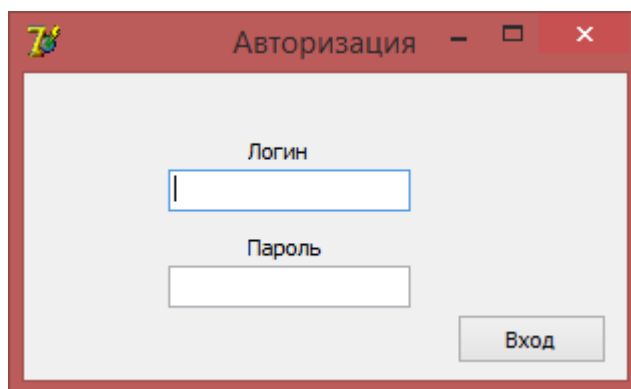 Авторизация
Логин
Пароль
Вход